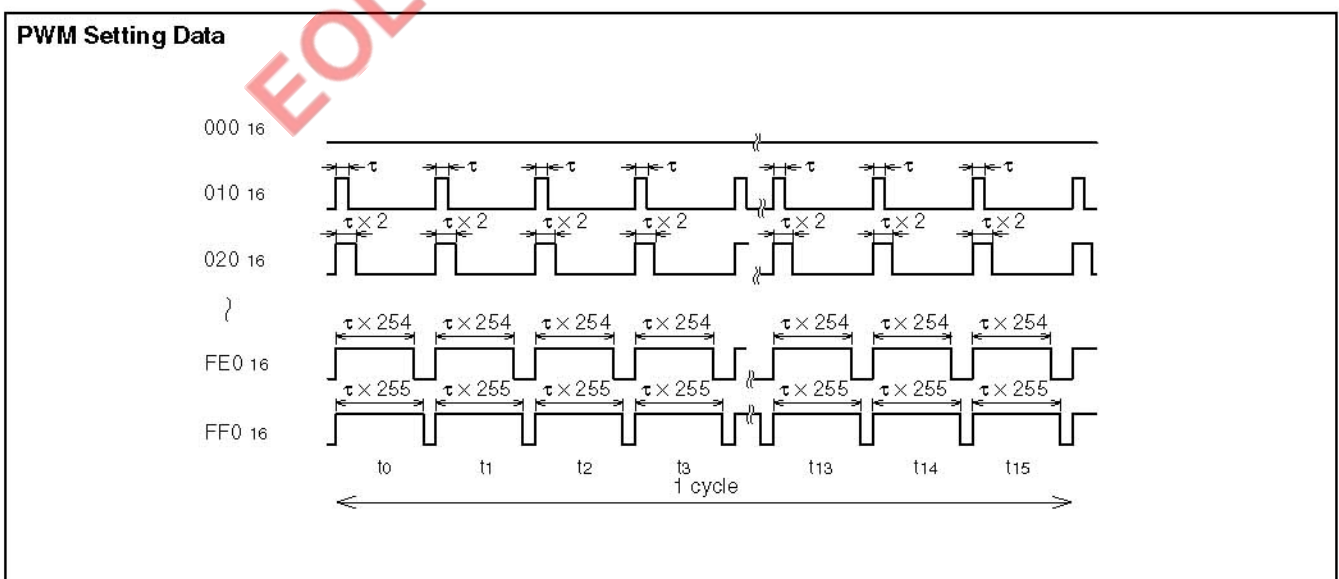 EOL
PWM Setting Data
000 16
τ τ τ τ τ τ τ
010 16
τ×2 τ×2 τ×2 τ×2 τ×2 τ×2 τ×2
020 16
τ×254 τ×254 τ×254 τ×254 τ×254 τ×254 τ×254
FE0 16
τ×255 τ×255 τ×255 τ×255 τ×255 τ×255 τ×255
FF0 16
t0 t1 t2 t3 t13 t14 t15
1 cycle